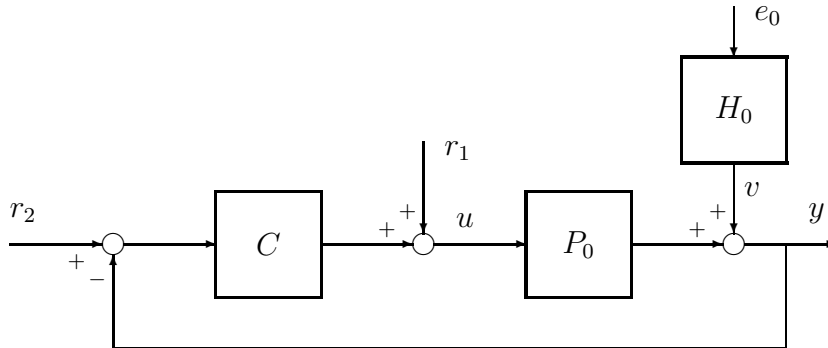 e₀
H₀
r₁
v
r₂
C
+
+
u
P₀
+
+
y
+
−